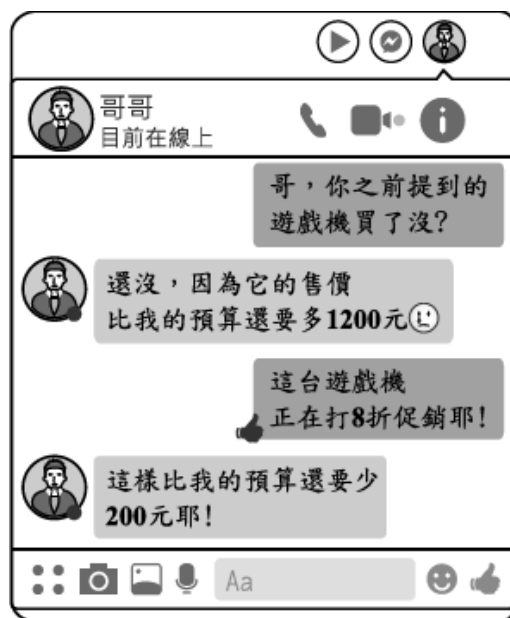 哥哥
目前在線上
哥，你之前提到的
遊戲機買了沒?
還沒，因為它的售價
比我的預算還要多1200元
這台遊戲機
正在打8折促銷耶!
這樣比我的預算還要少
200元耶!
Aa